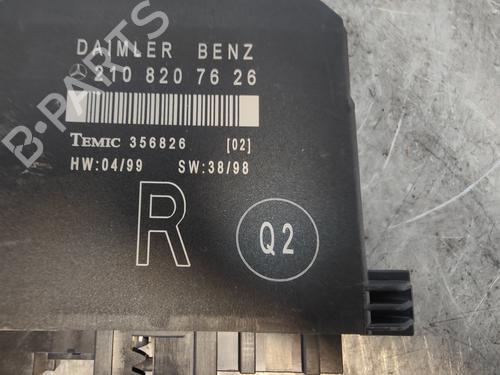 DAIMLER BENZ
210 820 76 26
TEMIC 356826 [02]
HW:04/99 SW:38/98
R
Q2
B-PARTS